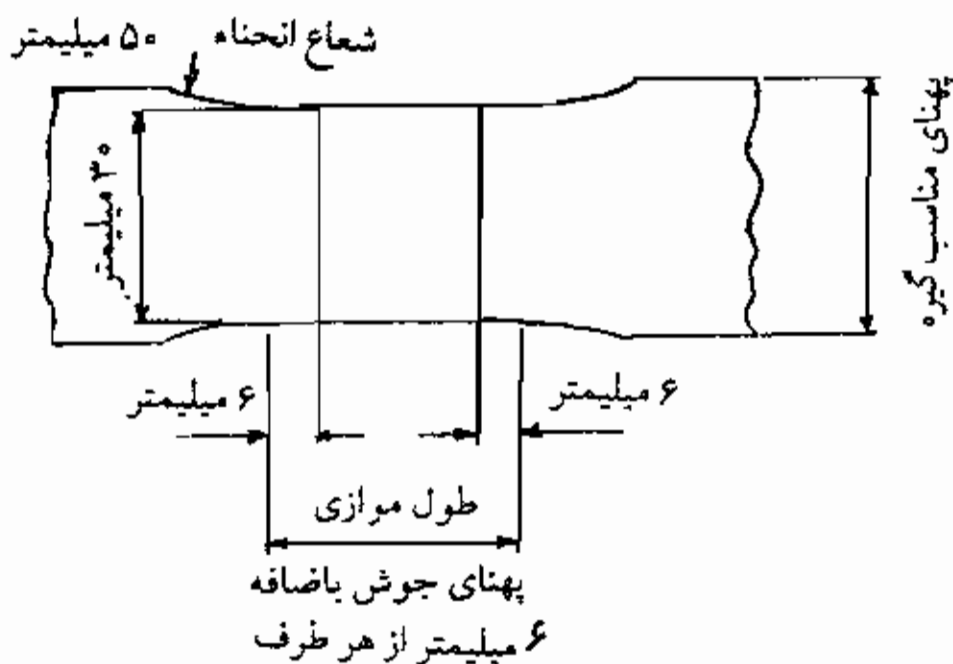 شعاع انحناء ۵۰ میلیمتر
۳۰ میلیمتر
پهنای مناسب گیره
۶ میلیمتر
۶ میلیمتر
طول موازی
پهنای جوش باضافه
۶ میلیمتر از هر طرف